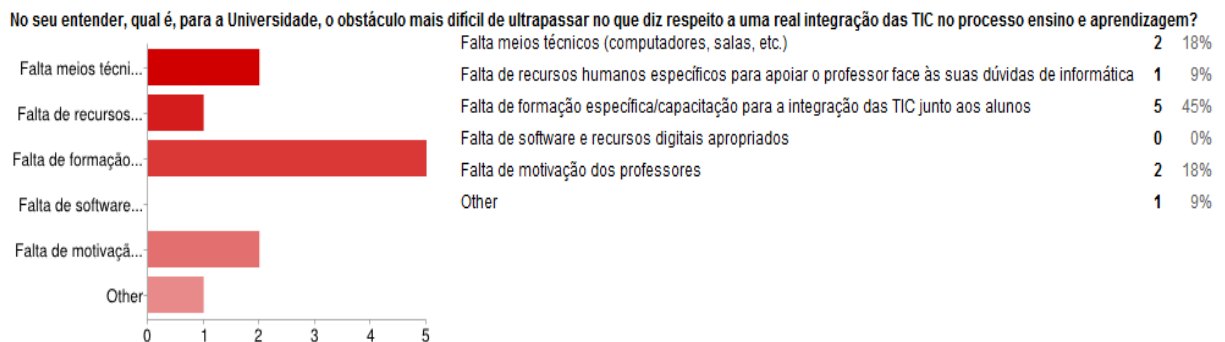 No seu entender, qual é, para a Universidade, o obstáculo mais difícil de ultrapassar no que diz respeito a uma real integração das TIC no processo ensino e aprendizagem?
Falta meios técni...
Falta de recursos...
Falta de formação...
Falta de software...
Falta de motivaçã...
Other
0 1 2 3 4 5
Falta meios técnicos (computadores, salas, etc.) 2 18%
Falta de recursos humanos específicos para apoiar o professor face às suas dúvidas de informática 1 9%
Falta de formação específica/capacitação para a integração das TIC junto aos alunos 5 45%
Falta de software e recursos digitais apropriados 0 0%
Falta de motivação dos professores 2 18%
Other 1 9%